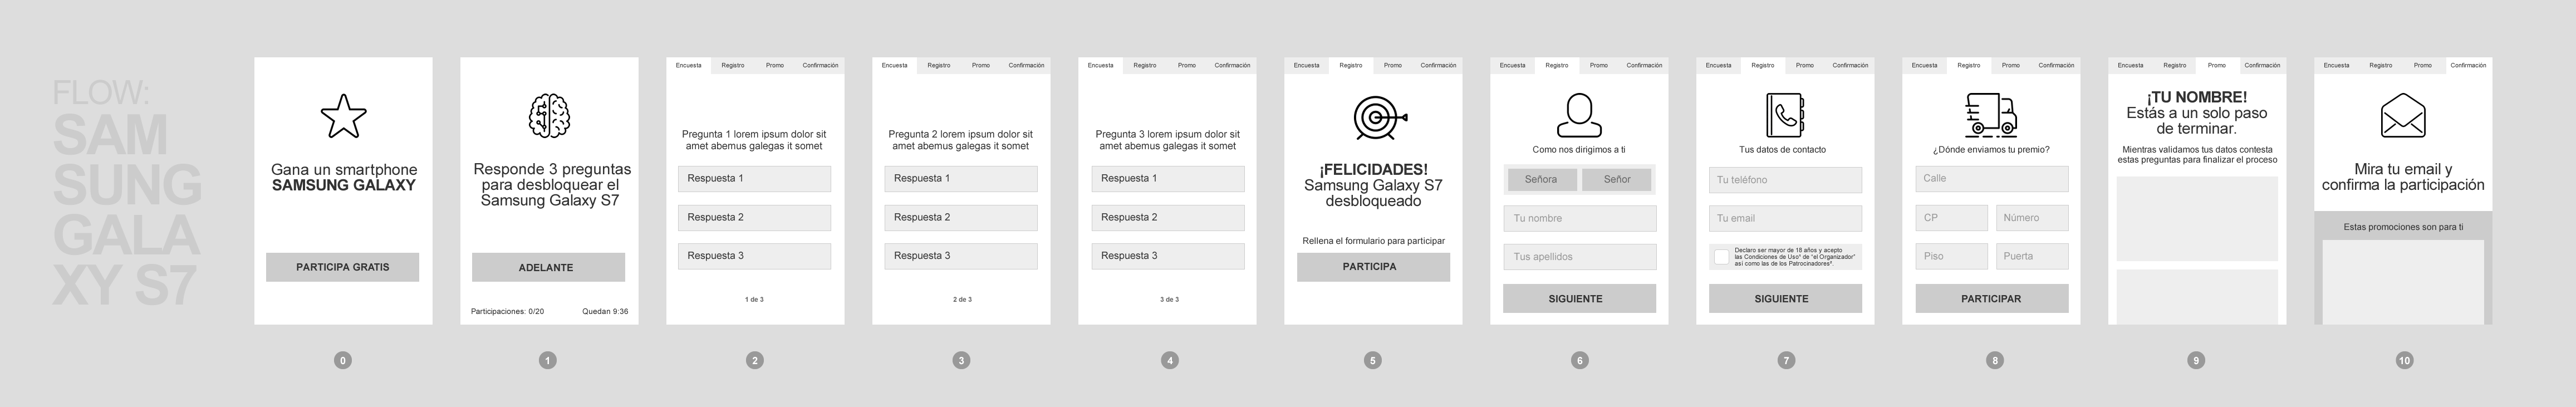 FLOW:
SAM
SUNG
GALA
XY S7
Gana un smartphone
SAMSUNG GALAXY
PARTICIPA GRATIS
0
Responde 3 preguntas
para desbloquear el
Samsung Galaxy S7
ADELANTE
Participaciones: 0/20 Quedan 9:36
1
Encuesta Registro Promo Confirmación
Pregunta 1 lorem ipsum dolor sit
amet abemus galegas it somet
Respuesta 1
Respuesta 2
Respuesta 3
1 de 3
2
Encuesta Registro Promo Confirmación
Pregunta 2 lorem ipsum dolor sit
amet abemus galegas it somet
Respuesta 1
Respuesta 2
Respuesta 3
2 de 3
3
Encuesta Registro Promo Confirmación
Pregunta 3 lorem ipsum dolor sit
amet abemus galegas it somet
Respuesta 1
Respuesta 2
Respuesta 3
3 de 3
4
Encuesta Registro Promo Confirmación
¡FELICIDADES!
Samsung Galaxy S7
desbloqueado
Rellena el formulario para participar
PARTICIPA
5
Encuesta Registro Promo Confirmación
Como nos dirigimos a ti
Señora Señor
Tu nombre
Tus apellidos
SIGUIENTE
6
Encuesta Registro Promo Confirmación
Tus datos de contacto
Tu teléfono
Tu email
Declaro ser mayor de 18 años y acepto
las Condiciones de Uso* de "el Organizador"
así como las de los Patrocinadores*.
SIGUIENTE
7
Encuesta Registro Promo Confirmación
¿Dónde enviamos tu premio?
Calle
CP Número
Piso Puerta
PARTICIPAR
8
Encuesta Registro Promo Confirmación
¡TU NOMBRE!
Estás a un solo paso
de terminar.
Mientras validamos tus datos contesta
estas preguntas para finalizar el proceso
9
Encuesta Registro Promo Confirmación
Mira tu email y
confirma la participación
Estas promociones son para ti
10